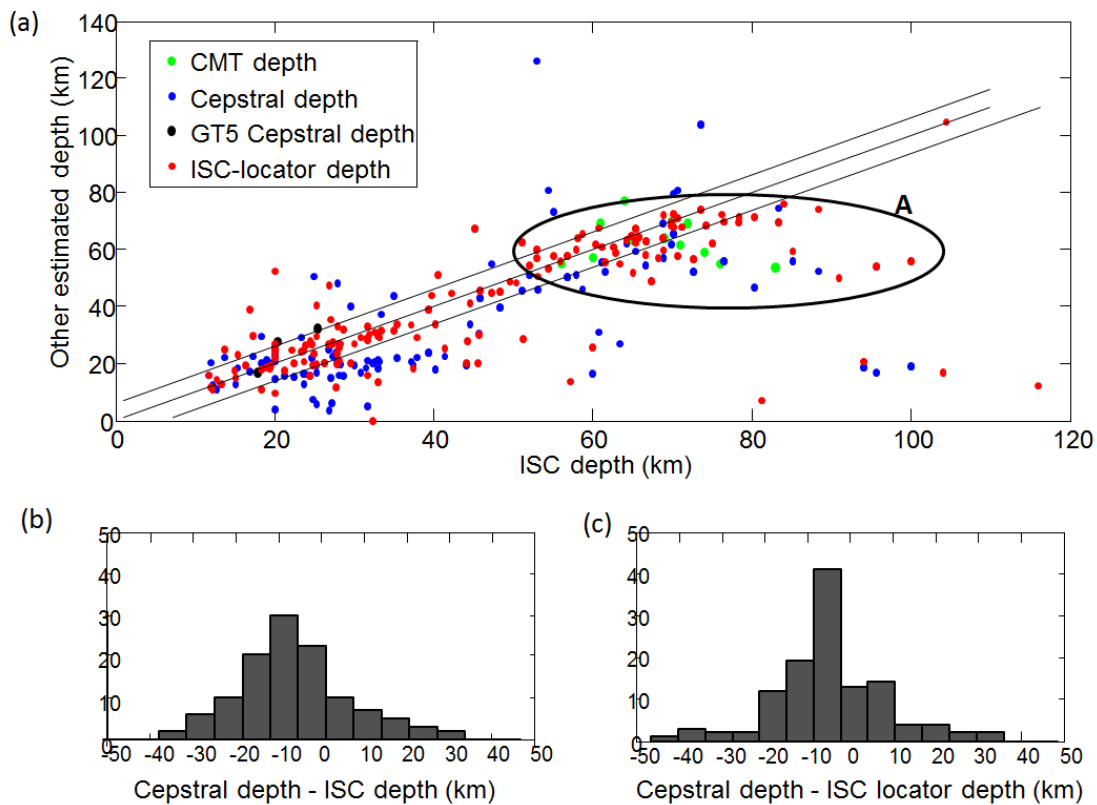 (a)
Other estimated depth (km)
140
120
100
80
60
40
20
0
CMT depth
Cepstral depth
GT5 Cepstral depth
ISC-locator depth
A
0 20 40 60 80 100 120
ISC depth (km)
(b)
50
40
30
20
10
0
-50 -40 -30 -20 -10 0 10 20 30 40 50
Cepstral depth - ISC depth (km)
(c)
50
40
30
20
10
0
-50 -40 -30 -20 -10 0 10 20 30 40 50
Cepstral depth - ISC locator depth (km)